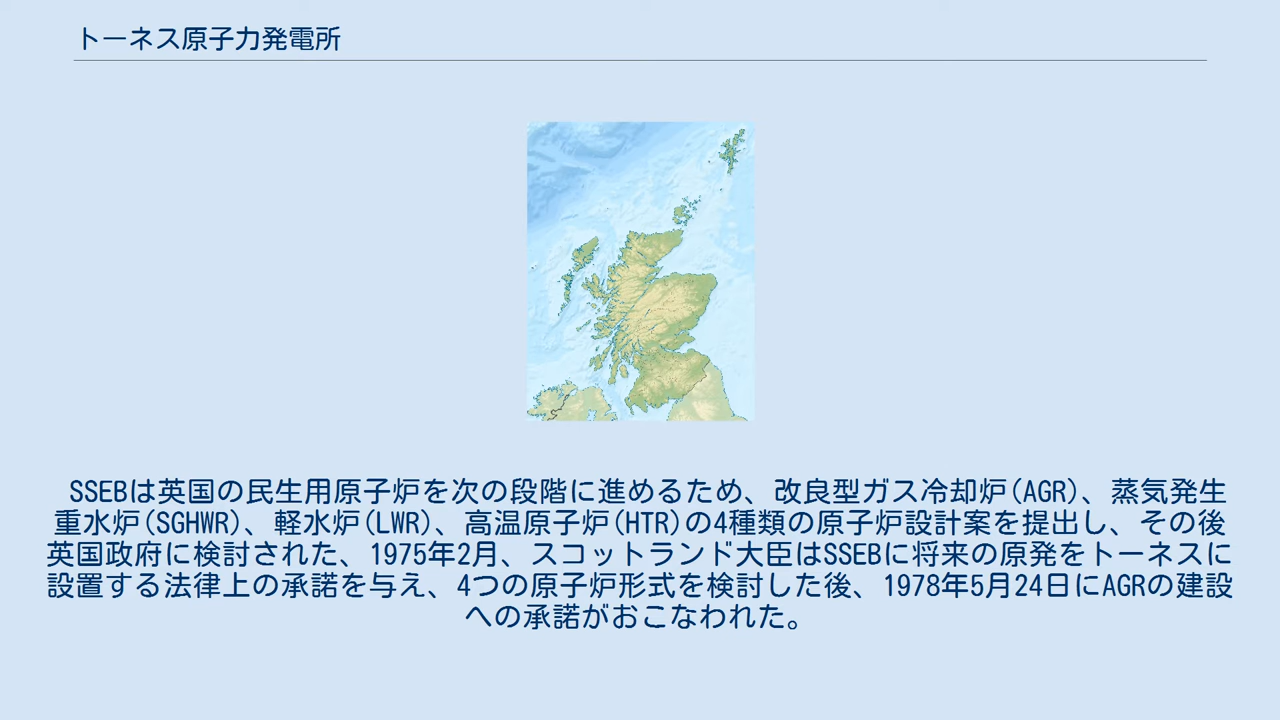 トーネス原子力発電所
SSEBは英国の民生用原子炉を次の段階に進めるため、改良型ガス冷却炉(AGR)、蒸気発生
重水炉(SGHWR)、軽水炉(LWR)、高温原子炉(HTR)の4種類の原子炉設計案を提出し、その後
英国政府に検討された、1975年2月、スコットランド大臣はSSEBに将来の原発をトーネスに
設置する法律上の承諾を与え、4つの原子炉形式を検討した後、1978年5月24日にAGRの建設
への承諾がおこなわれた。